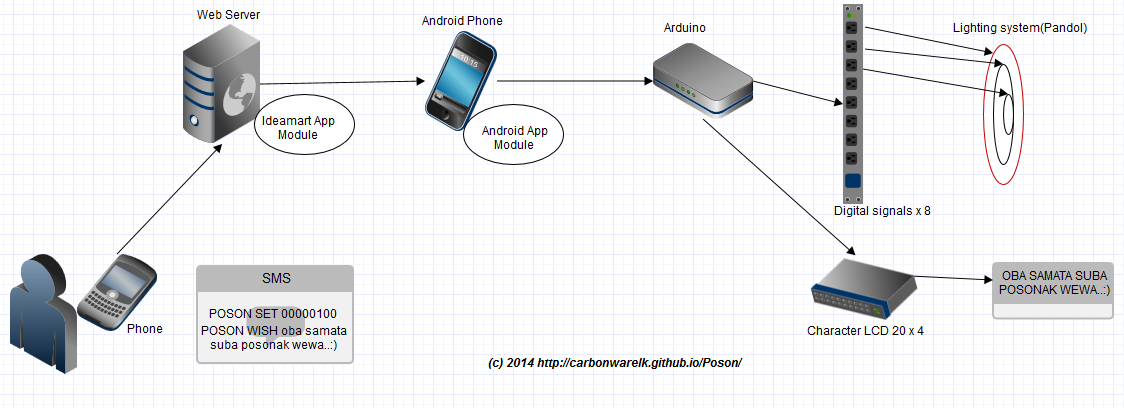 Web Server
Android Phone
Arduino
Lighting system(Pandol)
10:15
Ideamart App
Module
Android App
Module
Digital signals x 8
SMS
POSON SET 00000100
POSON WISH oba samata
suba posonak wewa..:)
Phone
OBA SAMATA SUBA
POSONAK WEWA..:)
Character LCD 20 x 4
(c) 2014 http://carbonwarelk.github.io/Poson/